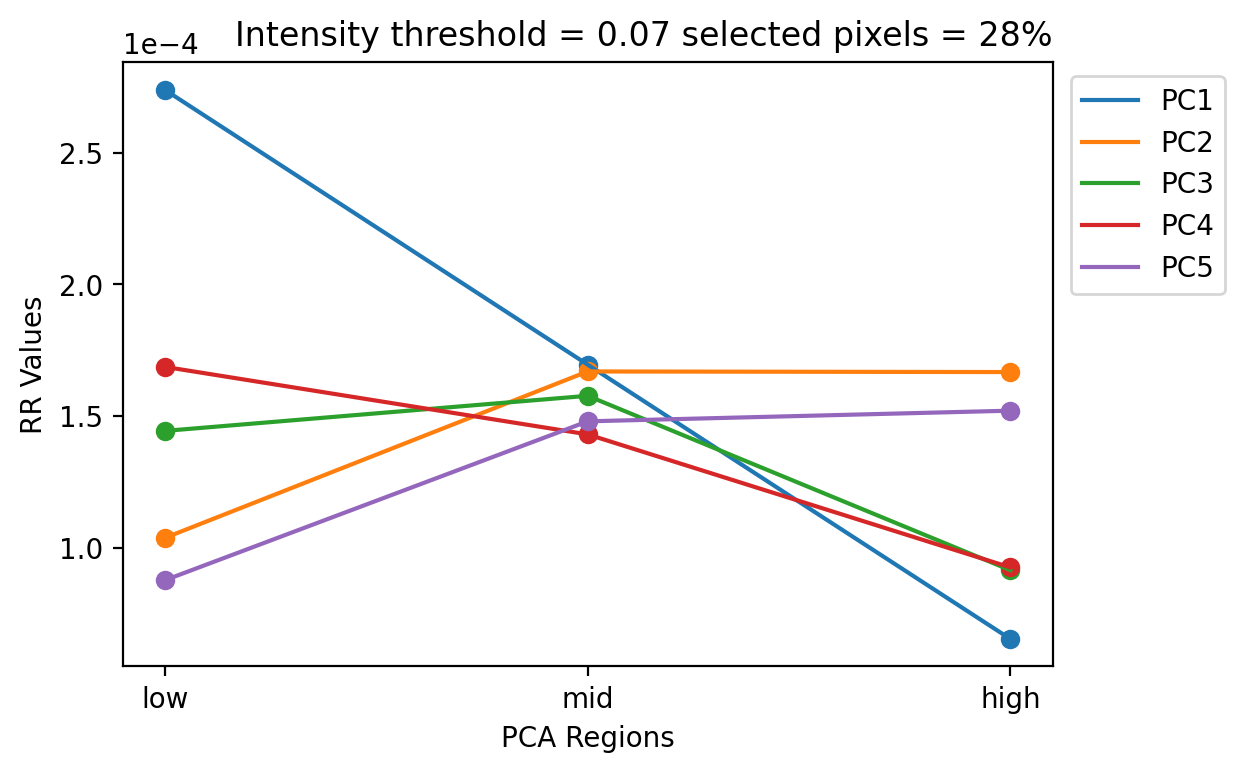 Intensity threshold = 0.07 selected pixels = 28%
1e−4
2.5
2.0
1.5
1.0
RR Values
low
mid
high
PCA Regions
PC1
PC2
PC3
PC4
PC5